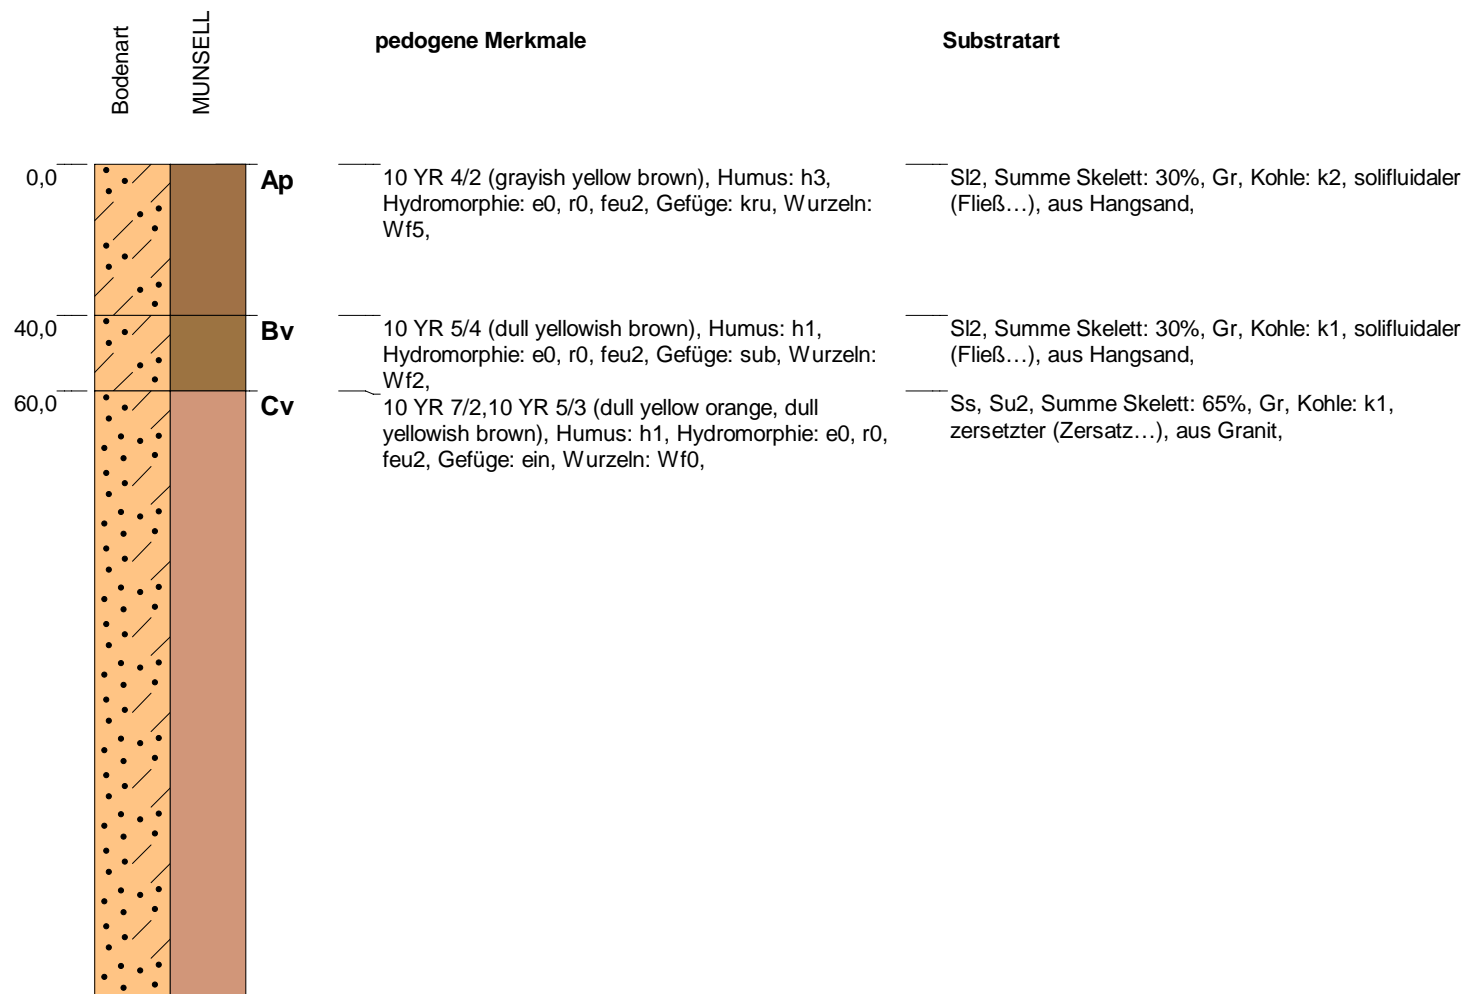 Bodenart
MUNSELL
pedogene Merkmale
Substratart
0,0
Ap
10 YR 4/2 (grayish yellow brown), Humus: h3,
Hydromorphie: e0, r0, feu2, Gefüge: kru, Wurzeln:
Wf5,
Sl2, Summe Skelett: 30%, Gr, Kohle: k2, solifluidaler
(Fließ…), aus Hangsand,
40,0
Bv
10 YR 5/4 (dull yellowish brown), Humus: h1,
Hydromorphie: e0, r0, feu2, Gefüge: sub, Wurzeln:
Wf2,
Sl2, Summe Skelett: 30%, Gr, Kohle: k1, solifluidaler
(Fließ…), aus Hangsand,
60,0
Cv
10 YR 7/2,10 YR 5/3 (dull yellow orange, dull
yellowish brown), Humus: h1, Hydromorphie: e0, r0,
feu2, Gefüge: ein, Wurzeln: Wf0,
Ss, Su2, Summe Skelett: 65%, Gr, Kohle: k1,
zersetzter (Zersatz…), aus Granit,